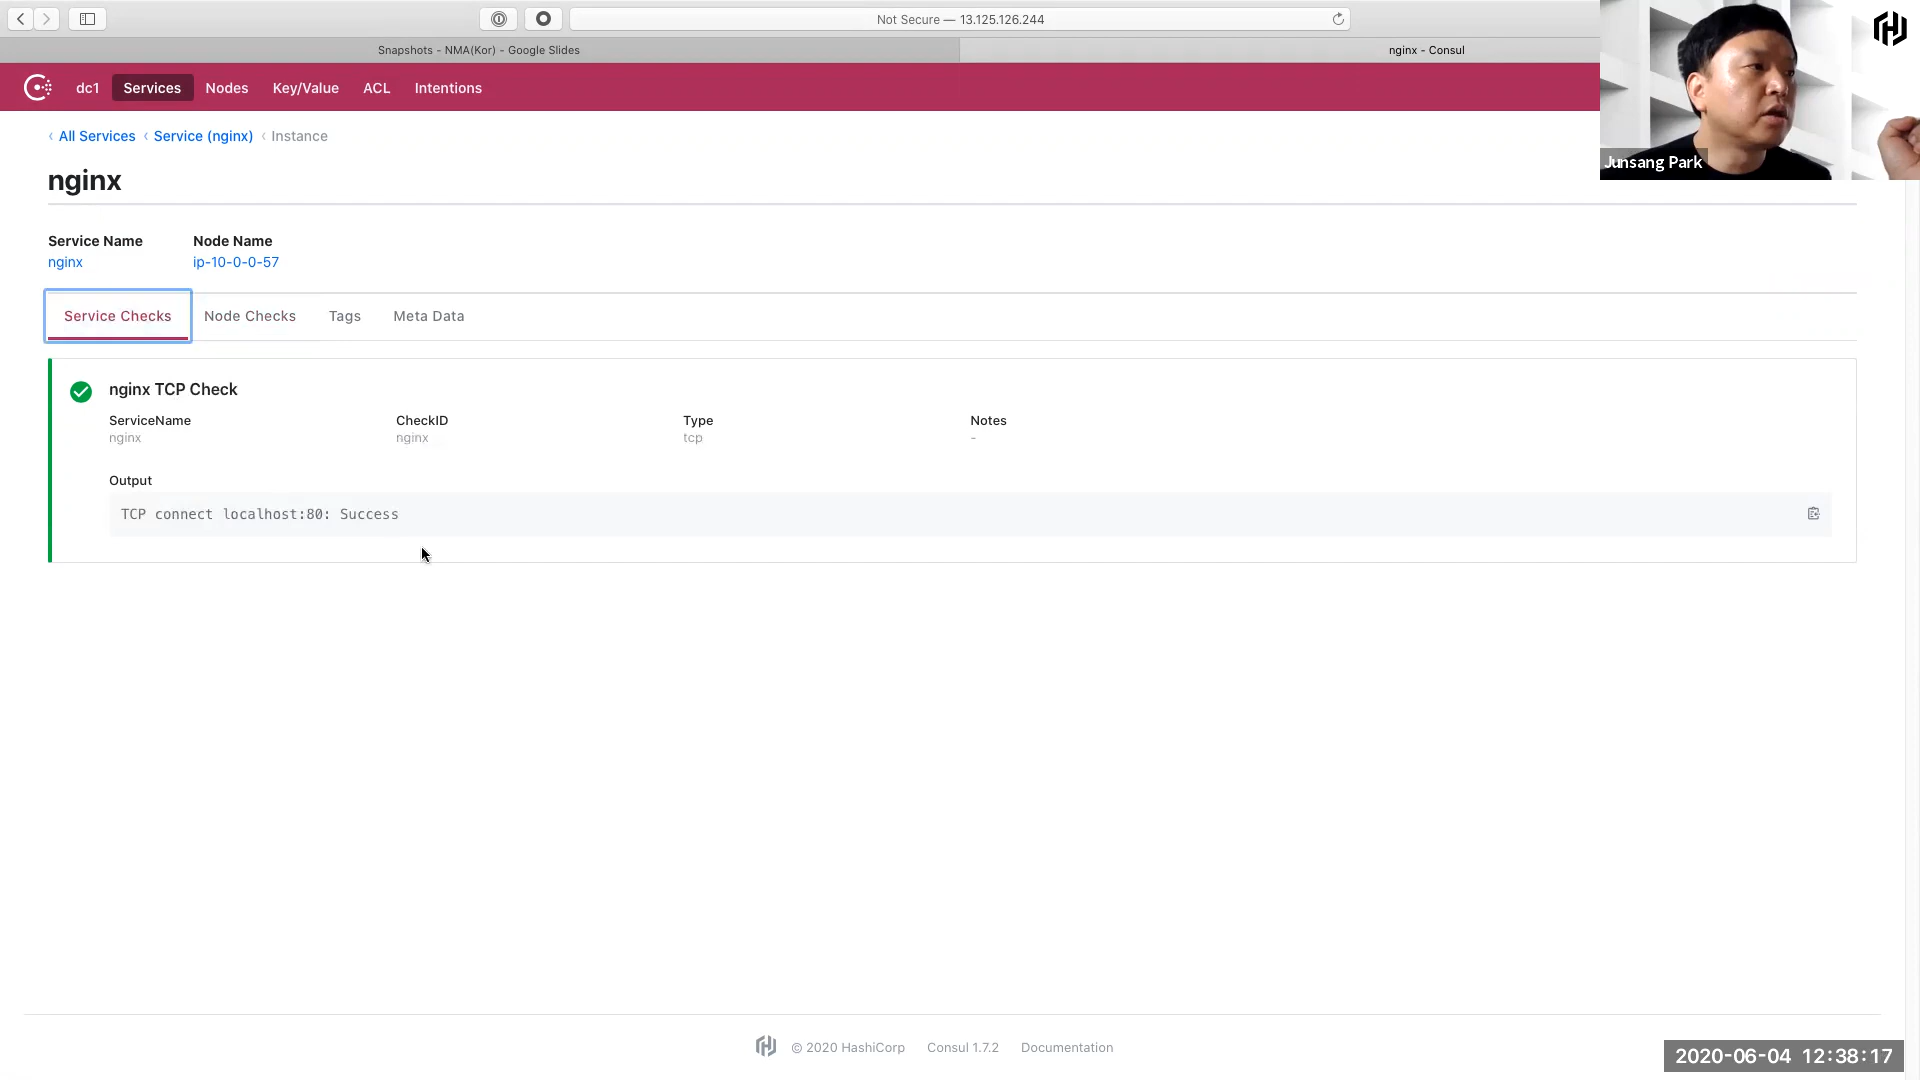 Not Secure — 13.125.126.244
Snapshots - NMA(Kor) - Google Slides
nginx - Consul
dc1 Services Nodes Key/Value ACL Intentions
‹ All Services ‹ Service (nginx) ‹ Instance
Junsang Park
nginx
Service Name Node Name
nginx ip-10-0-0-57
Service Checks Node Checks Tags Meta Data
nginx TCP Check
ServiceName CheckID Type Notes
nginx nginx tcp -
Output
TCP connect localhost:80: Success
© 2020 HashiCorp Consul 1.7.2 Documentation
2020-06-04 12:38:17